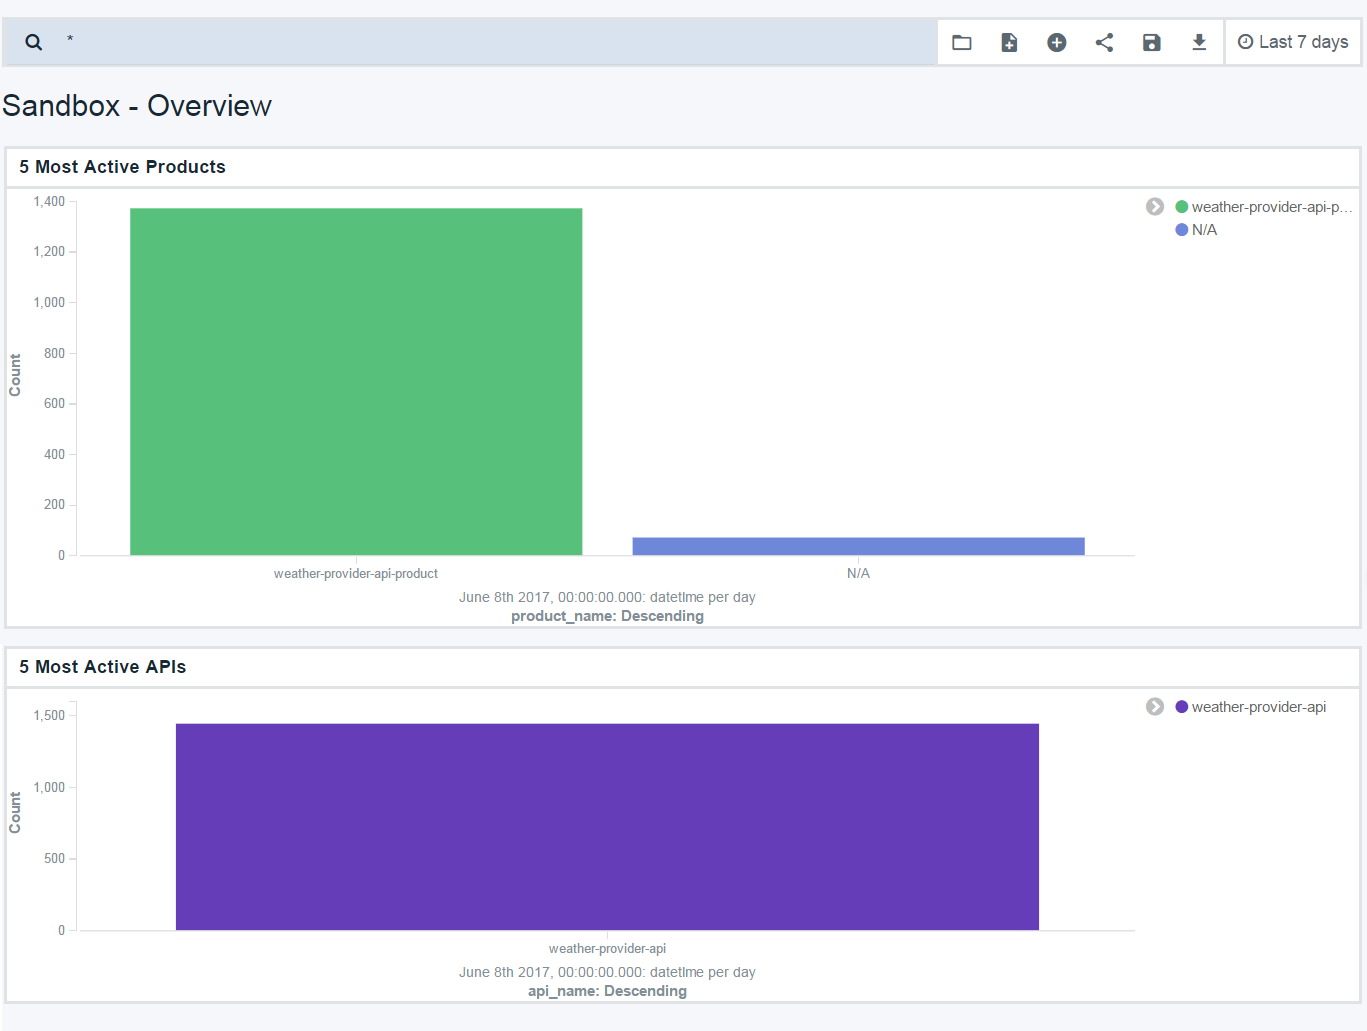 *
Last 7 days
Sandbox - Overview
5 Most Active Products
1,400
1,200
1,000
800
600
400
200
0
Count
weather-provider-api-product
N/A
June 8th 2017, 00:00:00.000: datetIme per day
product_name: Descending
weather-provider-api-p...
N/A
5 Most Active APIs
1,500
1,000
500
0
Count
weather-provider-api
June 8th 2017, 00:00:00.000: datetIme per day
api_name: Descending
weather-provider-api